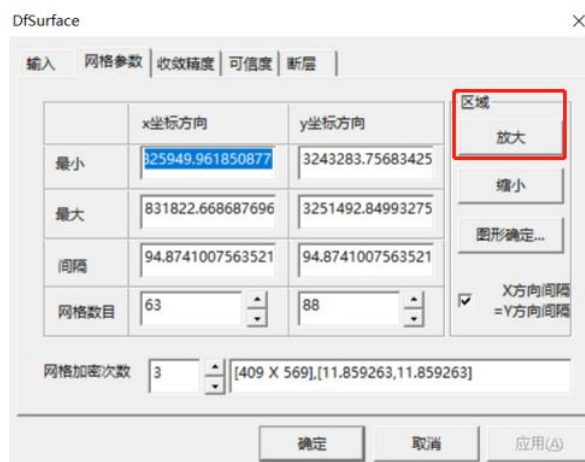 DfSurface
输入 网格参数 收敛精度 可信度 断层
x坐标方向 y坐标方向
区域
放大
最小 325949.961850877 3243283.75683425
缩小
最大 831822.668687696 3251492.84993275
图形确定...
间隔 94.8741007563521 94.8741007563521
X方向间隔
=Y方向间隔
网格数目 63 88
网格加密次数 3 [409 X 569],[11.859263,11.859263]
确定 取消 应用(A)